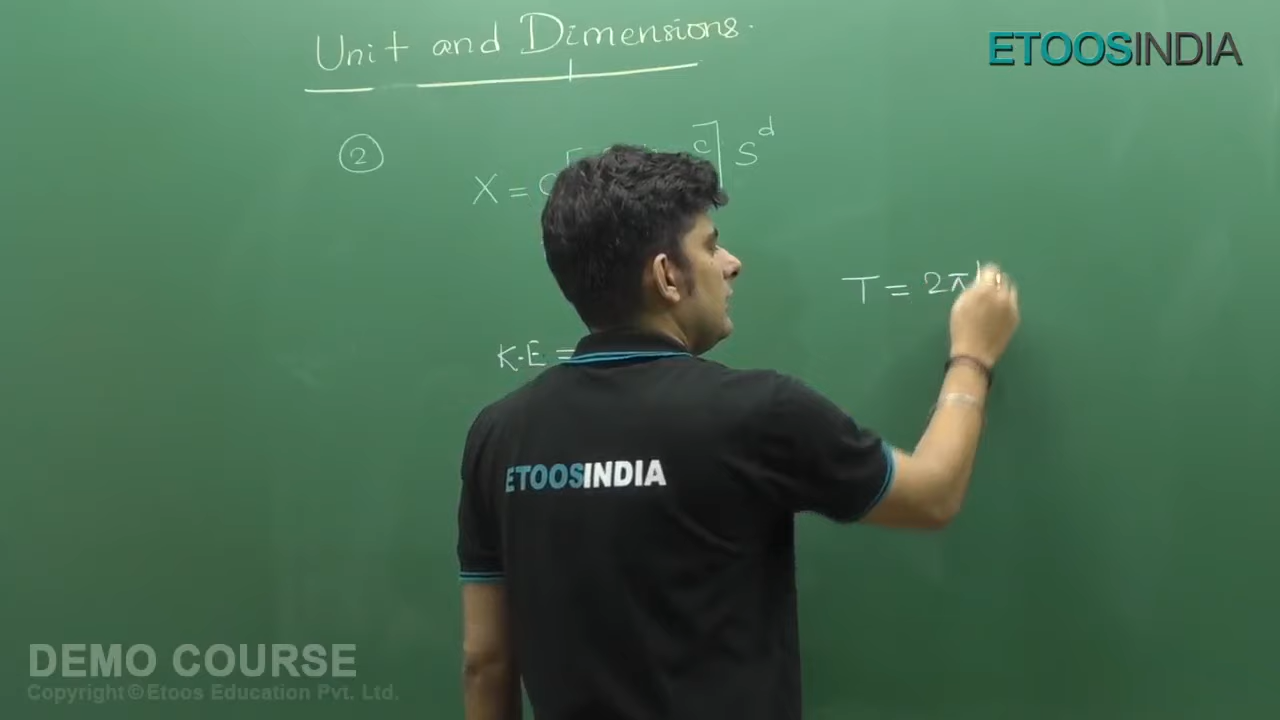 Unit and Dimensions.
ETOOSINDIA
2
X = c] S^d
T = 2π
K.E =
ETOOSINDIA
DEMO COURSE
Copyright©Etoos Education Pvt. Ltd.